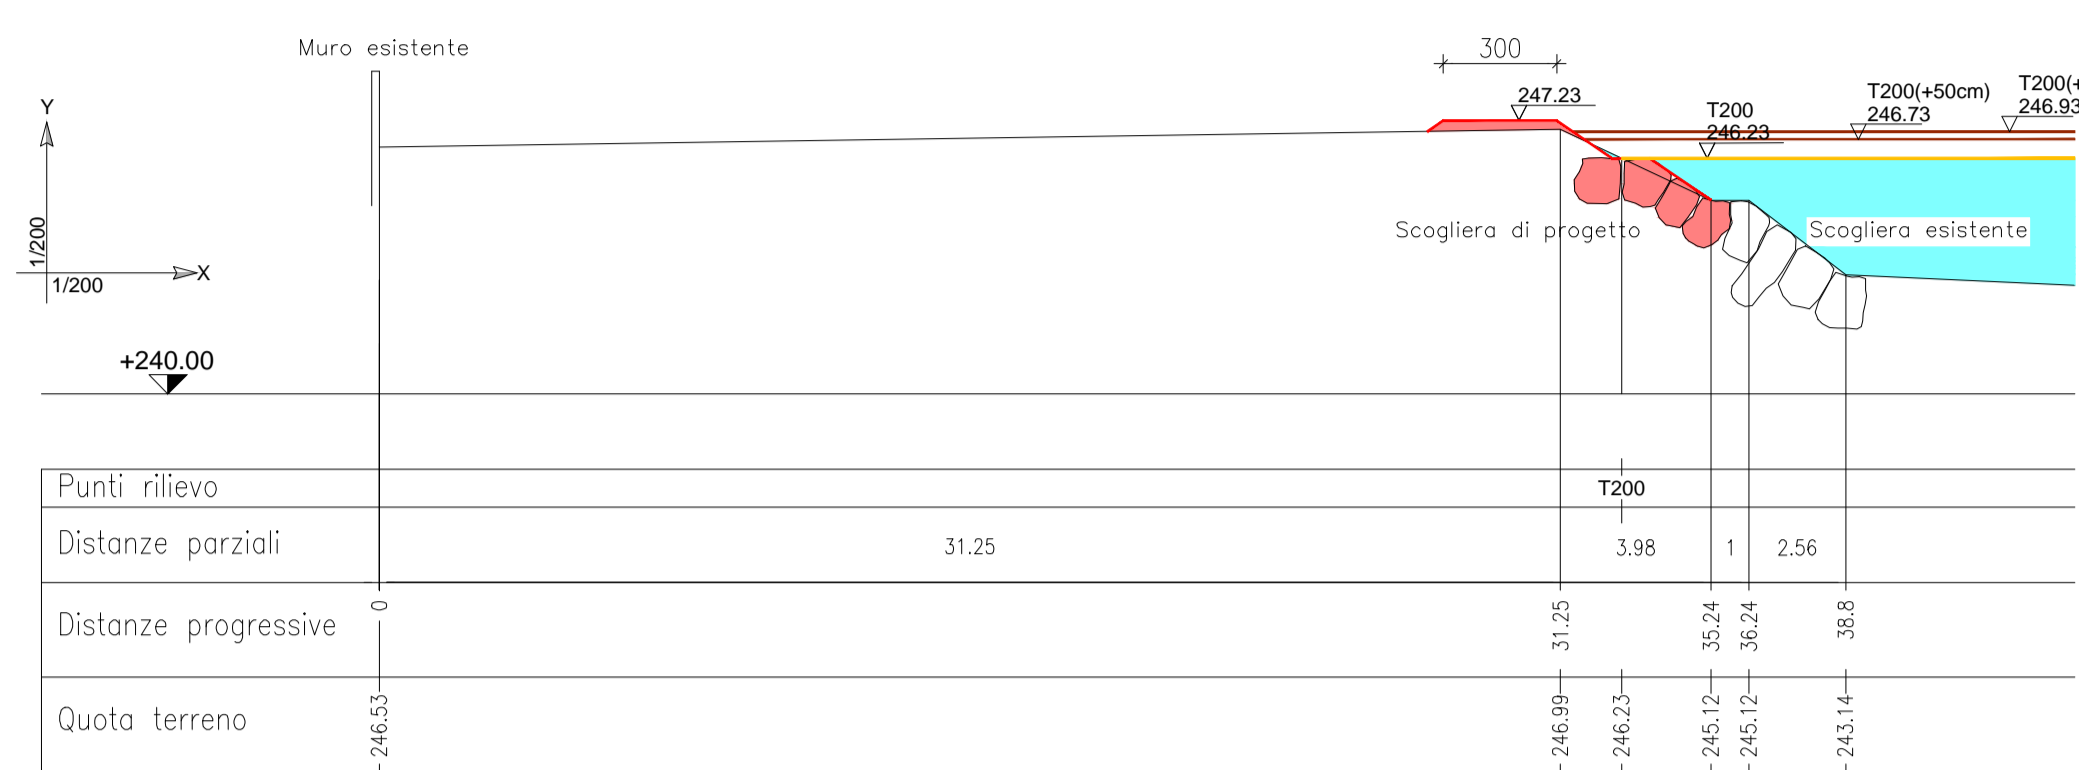 Muro esistente
300
247.23
T200
246.23
T200(+50cm)
246.73
T200(+
246.93
Y
1/200
X
1/200
Scogliera di progetto
Scogliera esistente
+240.00
Punti rilievo
T200
Distanze parziali
31.25
3.98
1
2.56
Distanze progressive
0
31.25
35.24
36.24
38.8
Quota terreno
246.53
246.99
246.23
245.12
245.12
243.14